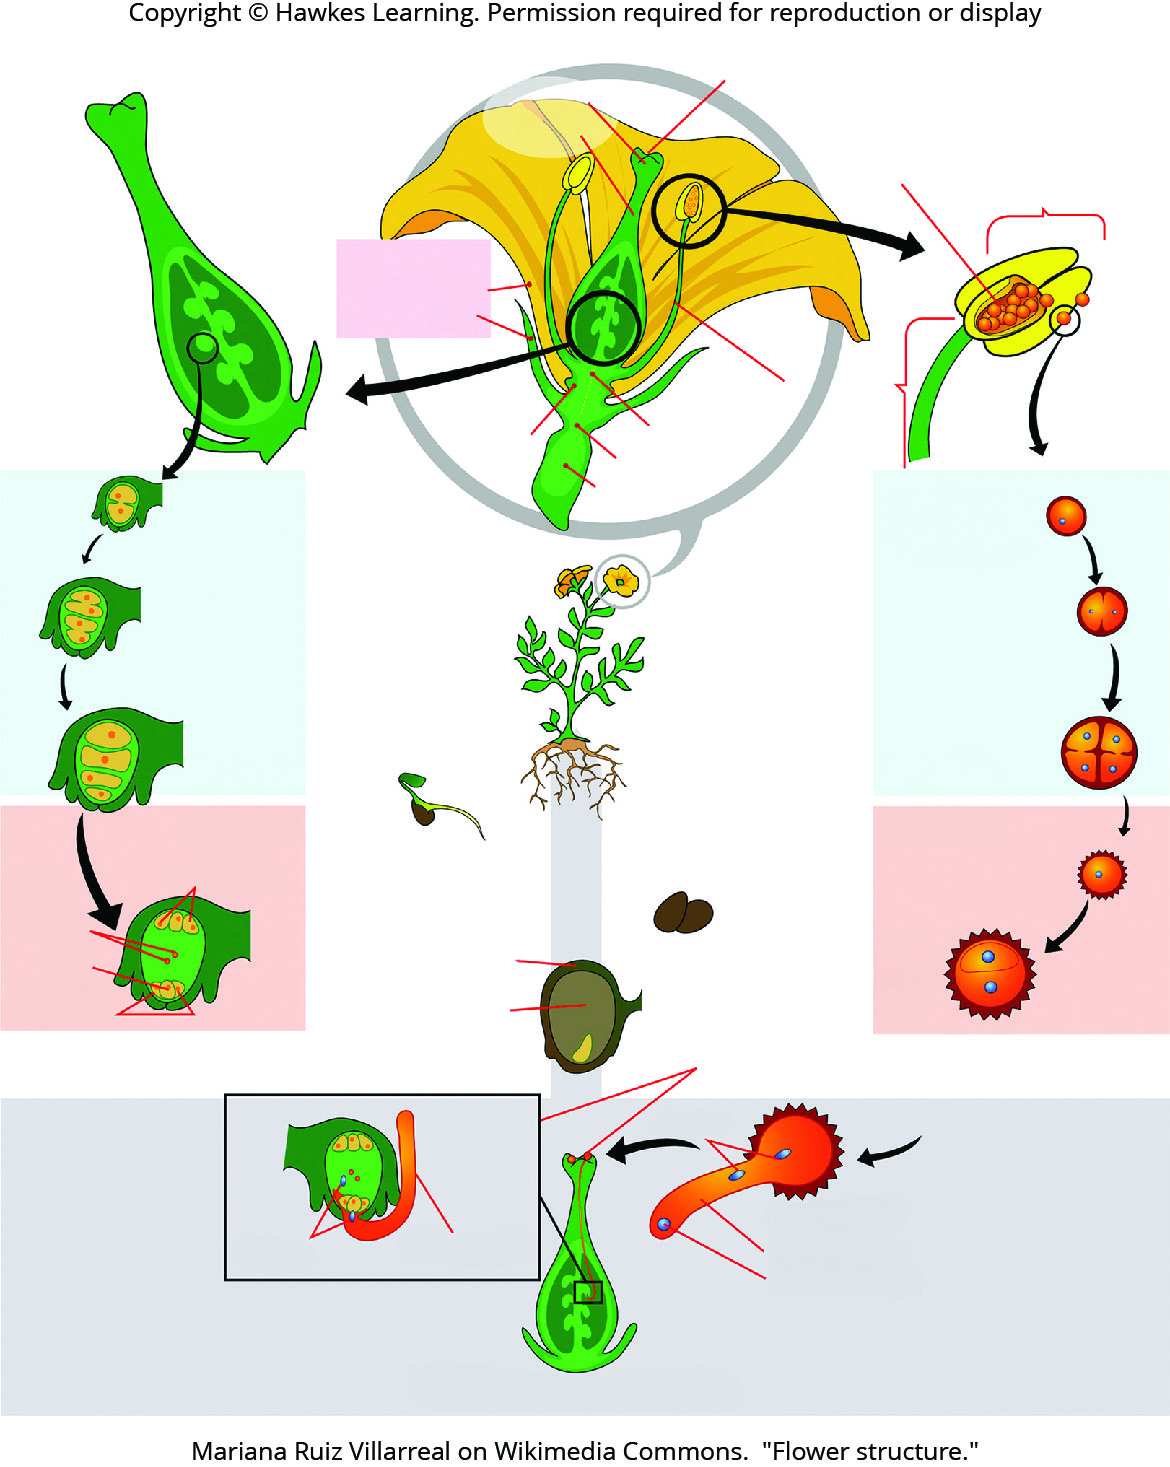 Copyright © Hawkes Learning. Permission required for reproduction or display
Mariana Ruiz Villarreal on Wikimedia Commons.  "Flower structure."